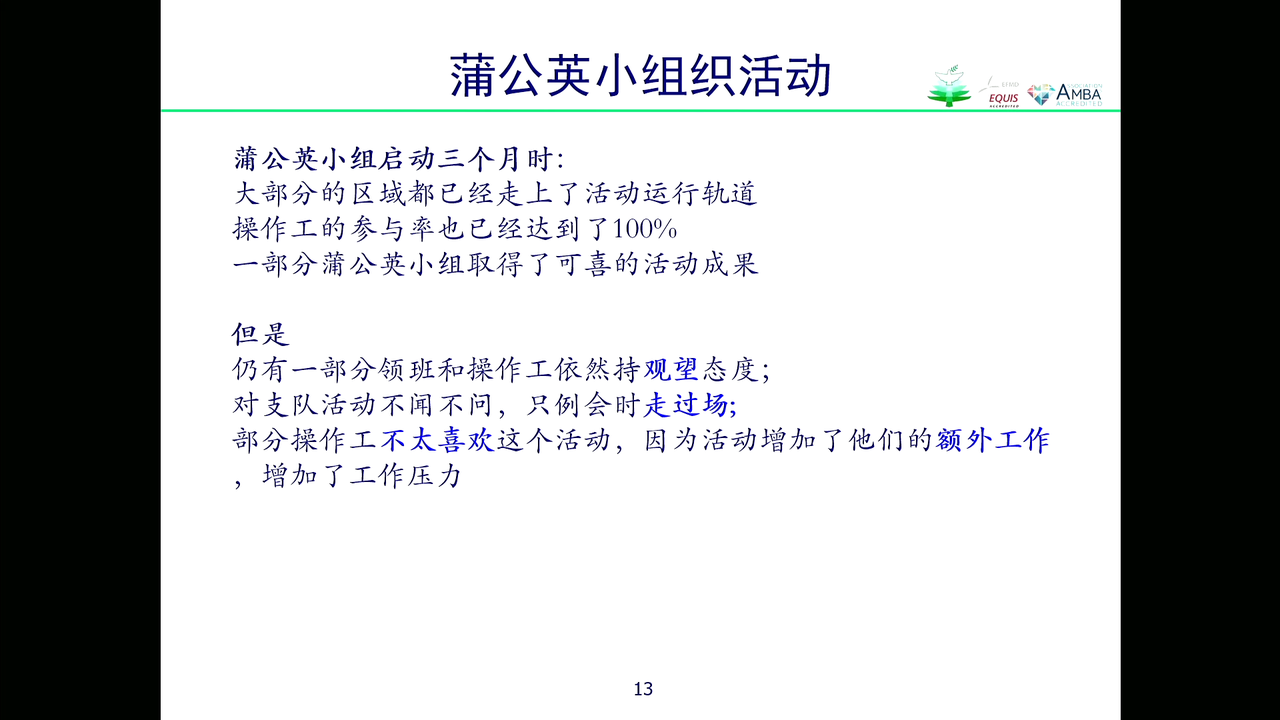 蒲公英小组织活动
EFMD
EQUIS
ACCREDITED
ASSOCIATION
AMBA
ACCREDITED
蒲公英小组启动三个月时：
大部分的区域都已经走上了活动运行轨道
操作工的参与率也已经达到了100%
一部分蒲公英小组取得了可喜的活动成果
但是
仍有一部分领班和操作工依然持观望态度；
对支队活动不闻不问，只例会时走过场;
部分操作工不太喜欢这个活动，因为活动增加了他们的额外工作
，增加了工作压力
13